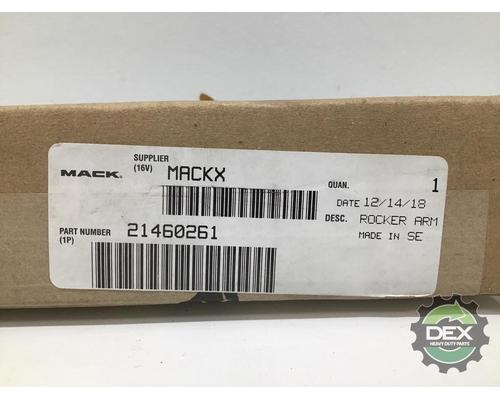 MACK.
SUPPLIER
(16V)
MACKX
QUAN. 1
DATE 12/14/18
DESC. ROCKER ARM
MADE IN SE
PART NUMBER
(1P)
21460261
DEX
HEAVY DUTY PARTS